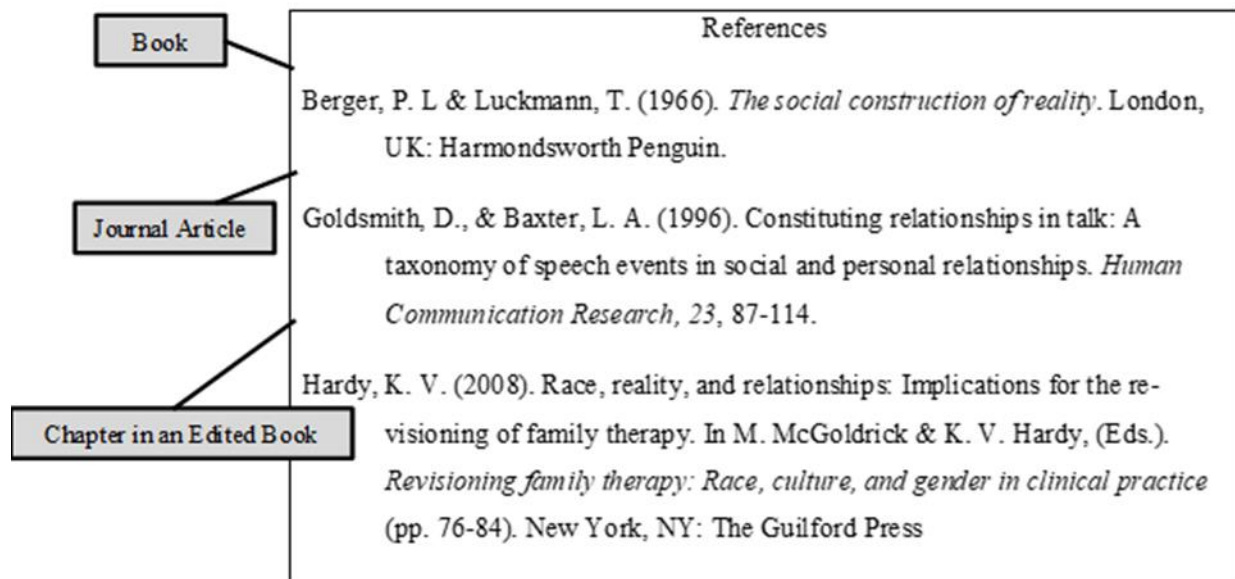 References
Book
Berger, P. L & Luckmann, T. (1966). The social construction of reality. London,
UK: Harmondsworth Penguin.
Journal Article
Goldsmith, D., & Baxter, L. A. (1996). Constituting relationships in talk: A
taxonomy of speech events in social and personal relationships. Human
Communication Research, 23, 87-114.
Chapter in an Edited Book
Hardy, K. V. (2008). Race, reality, and relationships: Implications for the re-
visioning of family therapy. In M. McGoldrick & K. V. Hardy, (Eds.).
Revisioning family therapy: Race, culture, and gender in clinical practice
(pp. 76-84). New York, NY: The Guilford Press